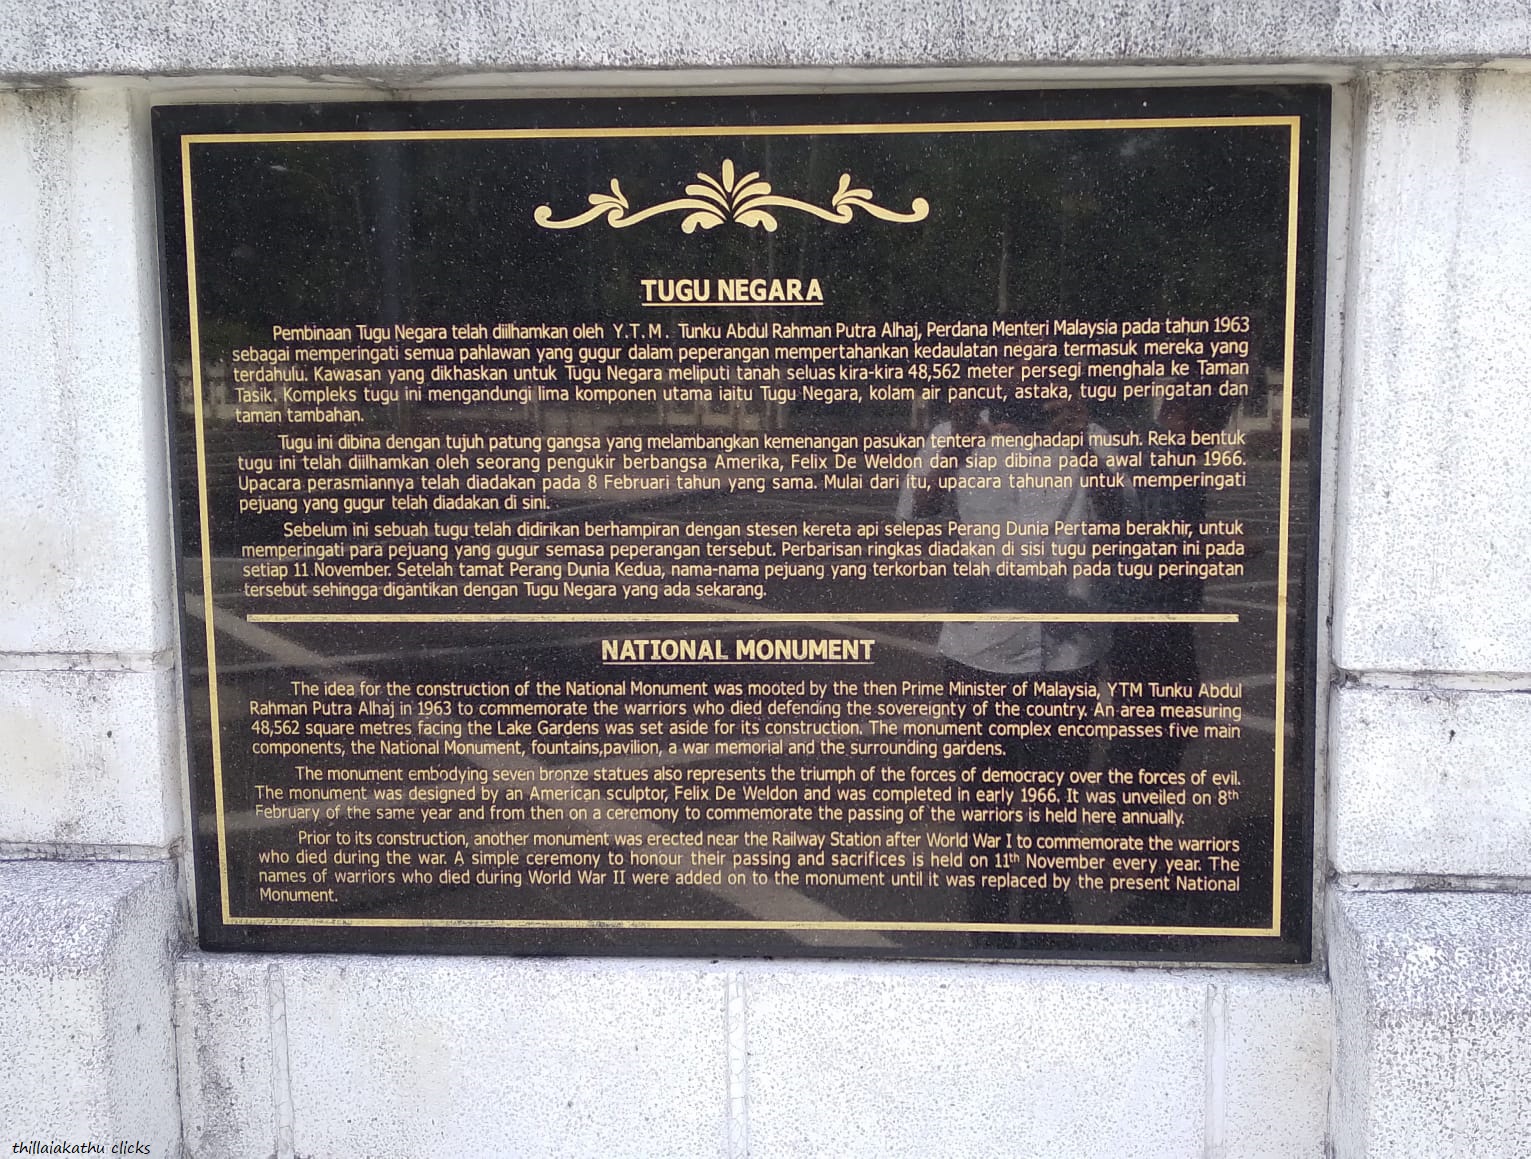 TUGU NEGARA
Pembinaan Tugu Negara telah diilhamkan oleh Y.T.M. Tunku Abdul Rahman Putra Alhaj, Perdana Menteri Malaysia pada tahun 1963
sebagai memperingati semua pahlawan yang gugur dalam peperangan mempertahankan kedaulatan negara termasuk mereka yang
terdahulu. Kawasan yang dikhaskan untuk Tugu Negara meliputi tanah seluas kira-kira 48,562 meter persegi menghala ke Taman
Tasik. Kompleks tugu ini mengandungi lima komponen utama iaitu Tugu Negara, kolam air pancut, astaka, tugu peringatan dan
taman tambahan.
Tugu ini dibina dengan tujuh patung gangsa yang melambangkan kemenangan pasukan tentera menghadapi musuh. Reka bentuk
tugu ini telah diilhamkan oleh seorang pengukir berbangsa Amerika, Felix De Weldon dan siap dibina pada awal tahun 1966.
Upacara perasmiannya telah diadakan pada 8 Februari tahun yang sama. Mulai dari itu, upacara tahunan untuk memperingati
pejuang yang gugur telah diadakan di sini.
Sebelum ini sebuah tugu telah didirikan berhampiran dengan stesen kereta api selepas Perang Dunia Pertama berakhir, untuk
memperingati para pejuang yang gugur semasa peperangan tersebut. Perbarisan ringkas diadakan di sisi tugu peringatan ini pada
setiap 11 November. Setelah tamat Perang Dunia Kedua, nama-nama pejuang yang terkorban telah ditambah pada tugu peringatan
tersebut sehingga digantikan dengan Tugu Negara yang ada sekarang.
NATIONAL MONUMENT
The idea for the construction of the National Monument was mooted by the then Prime Minister of Malaysia, YTM Tunku Abdul
Rahman Putra Alhaj in 1963 to commemorate the warriors who died defending the sovereignty of the country. An area measuring
48,562 square metres facing the Lake Gardens was set aside for its construction. The monument complex encompasses five main
components, the National Monument, fountains,pavilion, a war memorial and the surrounding gardens.
The monument embodying seven bronze statues also represents the triumph of the forces of democracy over the forces of evil.
The monument was designed by an American sculptor, Felix De Weldon and was completed in early 1966. It was unveiled on 8th
February of the same year and from then on a ceremony to commemorate the passing of the warriors is held here annually.
Prior to its construction, another monument was erected near the Railway Station after World War I to commemorate the warriors
who died during the war. A simple ceremony to honour their passing and sacrifices is held on 11th November every year. The
names of warriors who died during World War II were added on to the monument until it was replaced by the present National
Monument.
thillaiakathu clicks